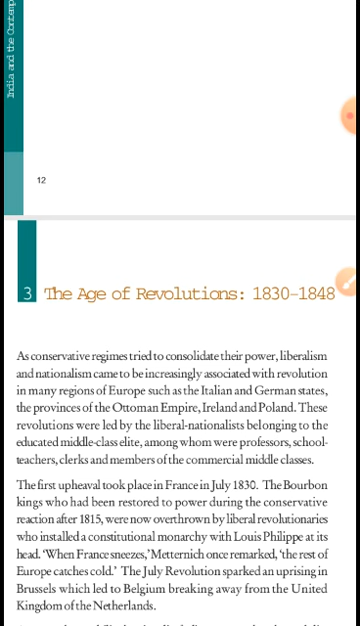 India and the Contemp
12
3 The Age of Revolutions: 1830–1848
As conservative regimes tried to consolidate their power, liberalism
and nationalism came to be increasingly associated with revolution
in many regions of Europe such as the Italian and German states,
the provinces of the Ottoman Empire, Ireland and Poland. These
revolutions were led by the liberal-nationalists belonging to the
educated middle-class elite, among whom were professors, school-
teachers, clerks and members of the commercial middle classes.
The first upheaval took place in France in July 1830. The Bourbon
kings who had been restored to power during the conservative
reaction after 1815, were now overthrown by liberal revolutionaries
who installed a constitutional monarchy with Louis Philippe at its
head. ‘When France sneezes,’ Metternich once remarked, ‘the rest of
Europe catches cold.’ The July Revolution sparked an uprising in
Brussels which led to Belgium breaking away from the United
Kingdom of the Netherlands.